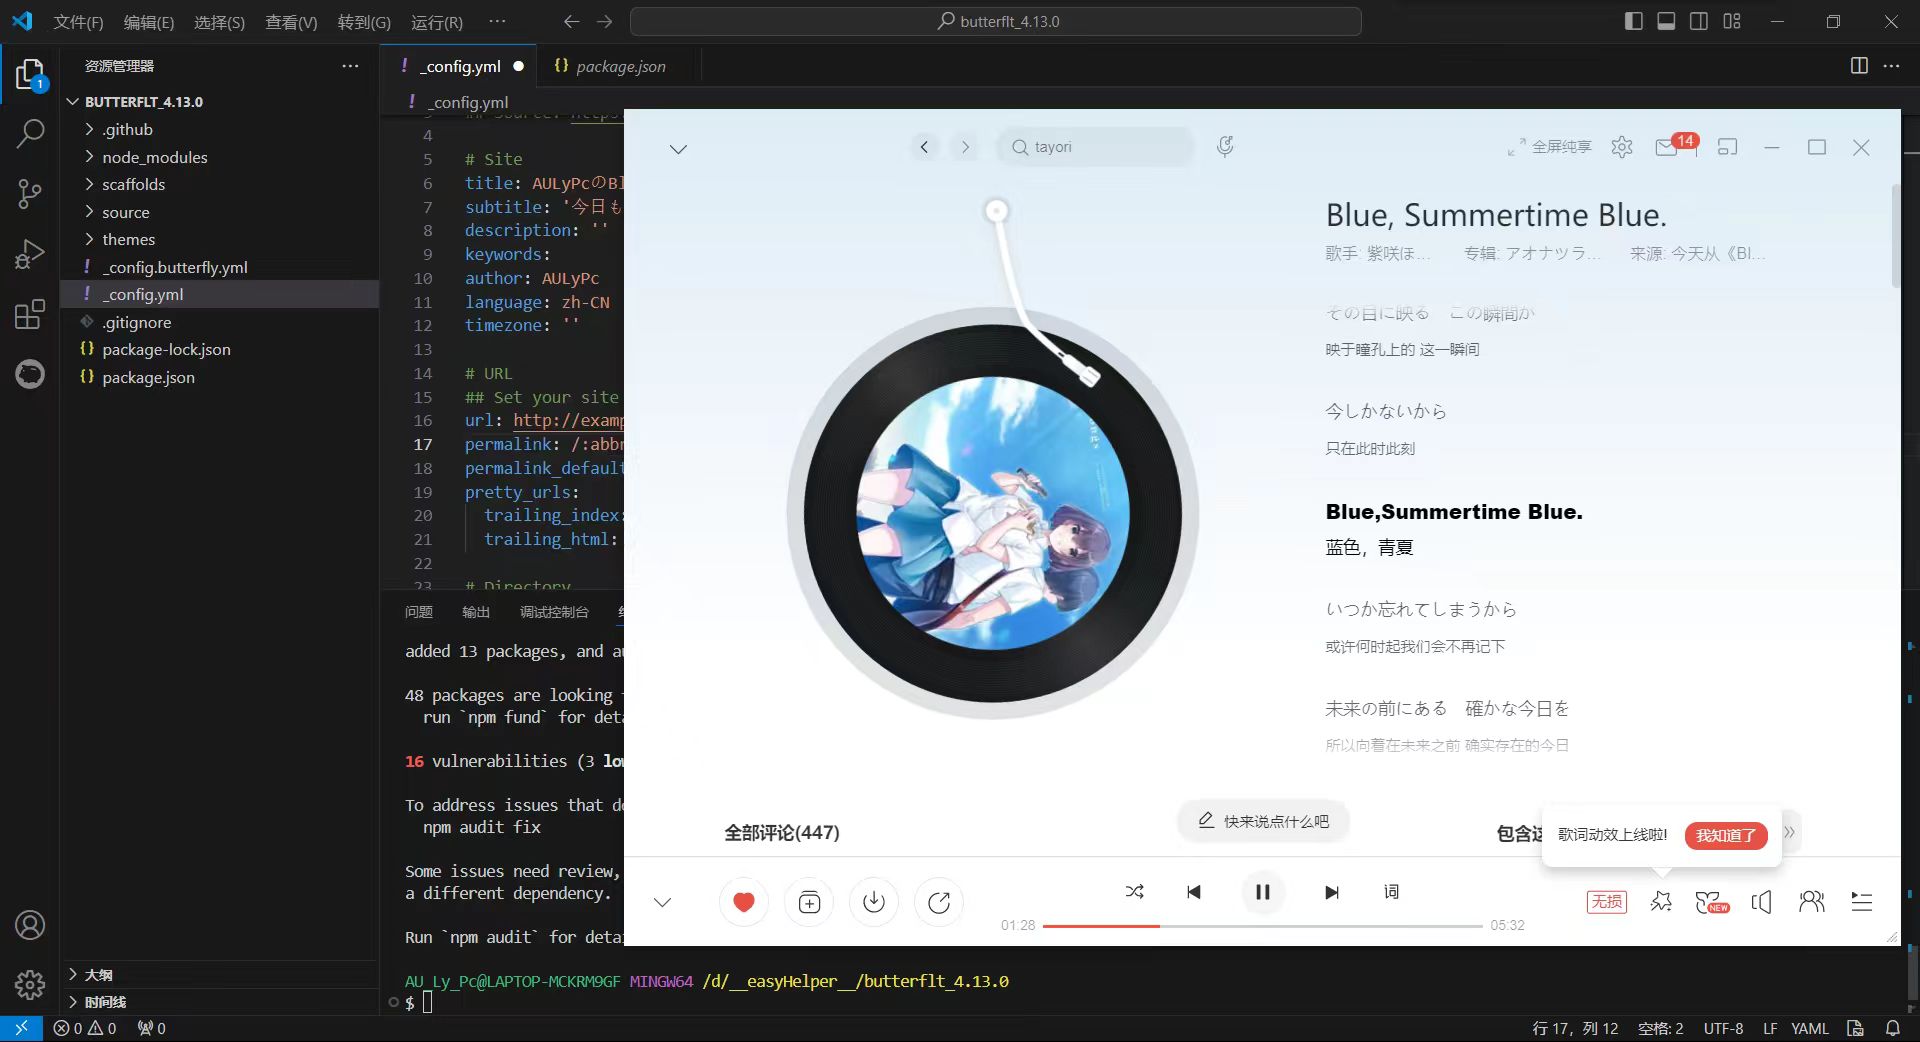 文件(F) 编辑(E) 选择(S) 查看(V) 转到(G) 运行(R) ··· butterflt_4.13.0
资源管理器 ···
1
BUTTERFLT_4.13.0
.github
node_modules
scaffolds
source
themes
! _config.butterfly.yml
! _config.yml
.gitignore
{} package-lock.json
{} package.json
大纲
时间线
! _config.yml {} package.json ···
! _config.yml
4
5 # Site
6 title: AULyPcのBl
7 subtitle: '今日も
8 description: ''
9 keywords:
10 author: AULyPc
11 language: zh-CN
12 timezone: ''
13
14 # URL
15 ## Set your site
16 url: http://examp
17 permalink: /:abbr
18 permalink_default
19 pretty_urls:
20 trailing_index:
21 trailing_html:
22
23 # Directory
问题 输出 调试控制台
added 13 packages, and au
48 packages are looking
run `npm fund` for deta
16 vulnerabilities (3 low
To address issues that do
npm audit fix
Some issues need review,
a different dependency.
Run `npm audit` for detai
AU_Ly_Pc@LAPTOP-MCKRM9GF MINGW64 /d/__easyHelper__/butterflt_4.13.0
$
tayori 全屏纯享 14
Blue, Summertime Blue.
歌手: 紫咲ほ... 专辑: アオナツラ... 来源: 今天从《Bl...
その目に映る この瞬間か
映于瞳孔上的 这一瞬间
今しかないから
只在此时此刻
Blue,Summertime Blue.
蓝色，青夏
いつか忘れてしまうから
或许何时起我们会不再记下
未来の前にある 確かな今日を
所以向着在未来之前 确实存在的今日
全部评论(447) 快来说点什么吧 包含这
歌词动效上线啦! 我知道了
词
01:28 05:32
无损 NEW
0 0 0 行 17，列 12 空格: 2 UTF-8 LF YAML